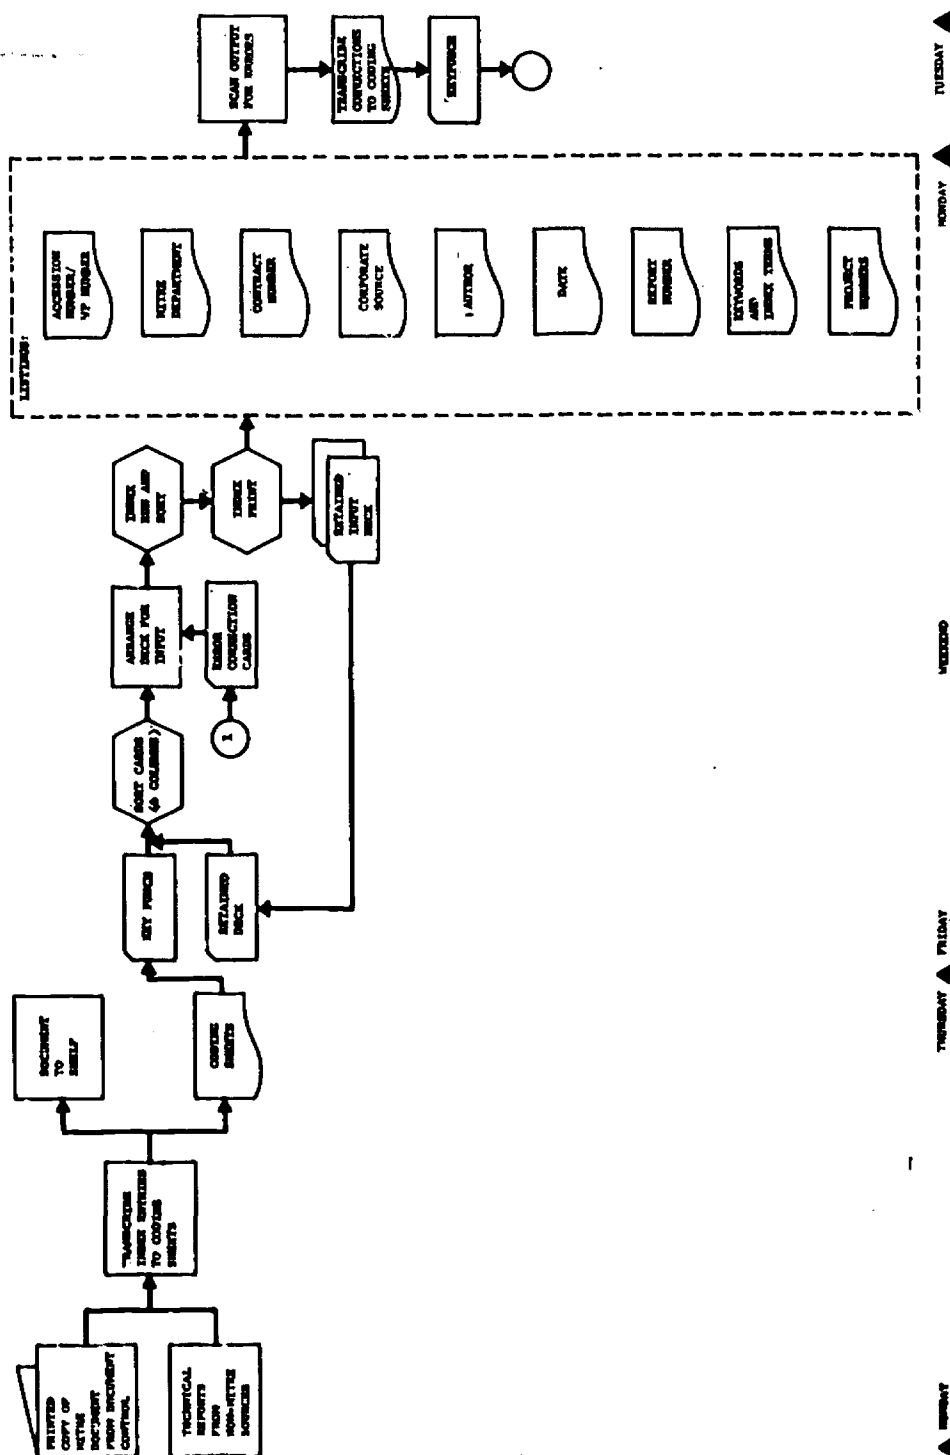 PRINTED
COPY OF
MITRE
DOCUMENT
FROM DOCUMENT
CONTROL
TECHNICAL
REPORTS
FROM
NON-MITRE
SOURCES
TRANSCRIBE
INDEX ENTRIES
TO CODING
SHEETS
DOCUMENT
TO
SHELF
CODING
SHEETS
KEY PUNCH
RETAINED
DECK
SORT CARDS
(40 COLUMNS)
ARRANGE
DECK FOR
INPUT
ERROR
CORRECTION
CARDS
1
INDEX
RUN AND
SORT
INDEX
PRINT
RETAINED
INPUT
DECK
LISTINGS:
ACCESSION
NUMBER/
WP NUMBER
MITRE
DEPARTMENT
CONTRACT
NUMBER
CORPORATE
SOURCE
AUTHOR
DATE
REPORT
NUMBER
KEYWORDS
AND
INDEX TERMS
PROJECT
NUMBERS
SCAN OUTPUT
FOR ERRORS
TRANSCRIBE
CORRECTIONS
TO CODING
SHEETS
KEYPUNCH
THURSDAY
FRIDAY
WEEKEND
MONDAY
TUESDAY